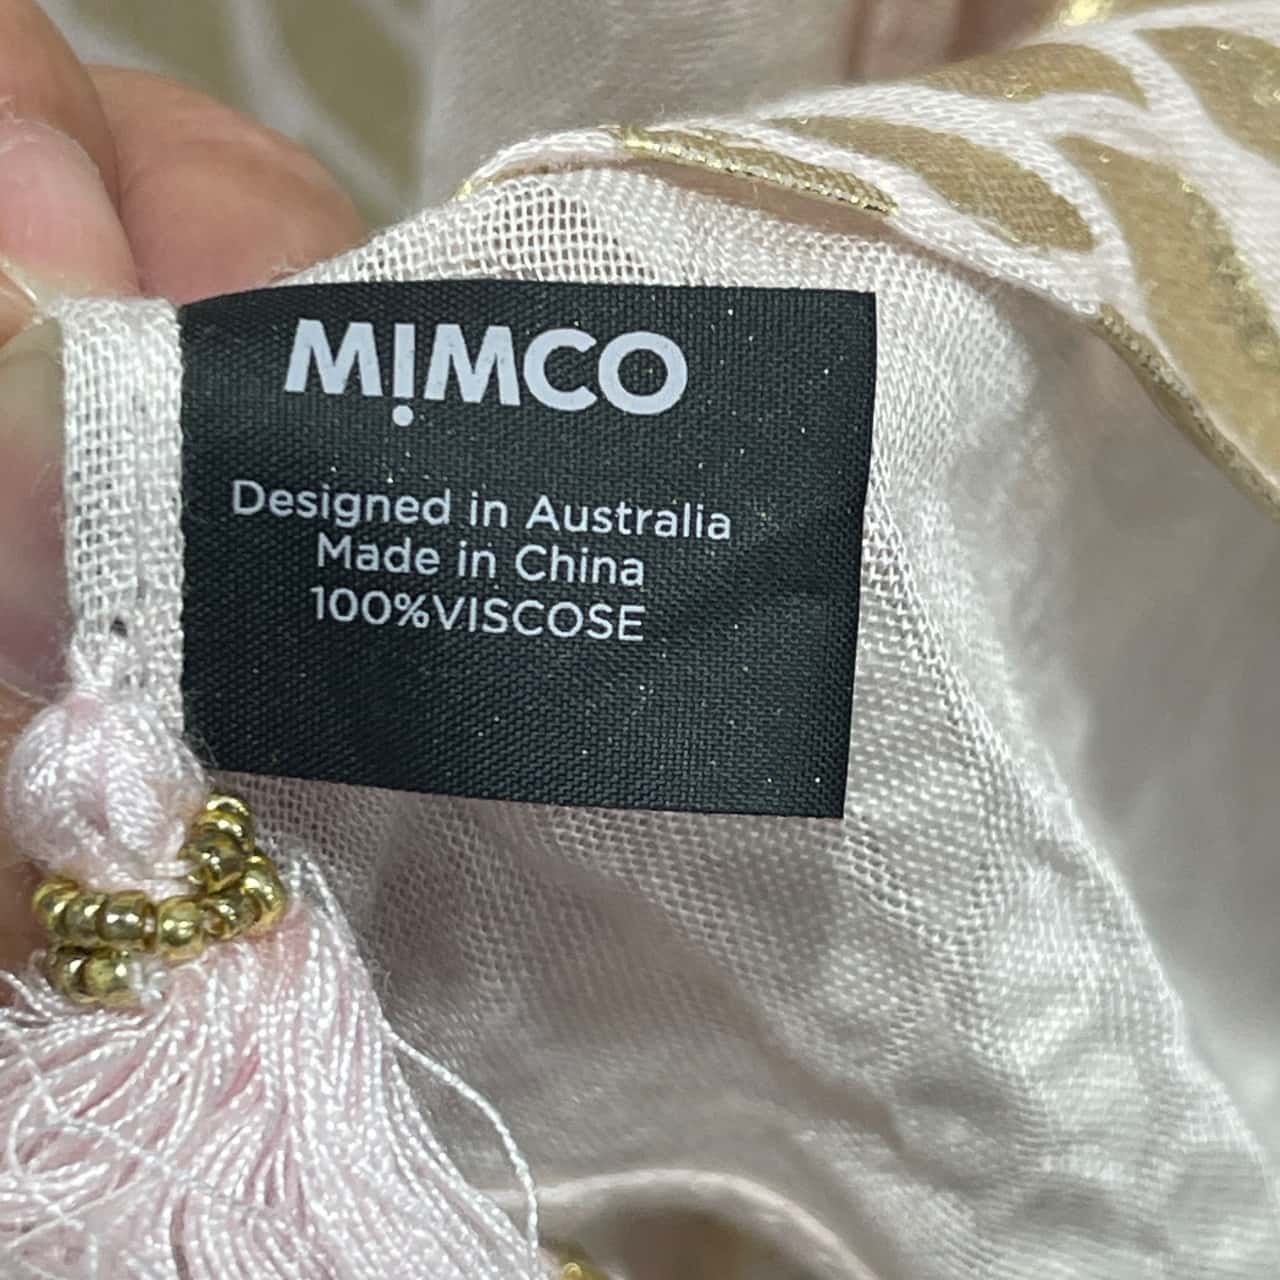 MIMCO
Designed in Australia
Made in China
100%VISCOSE